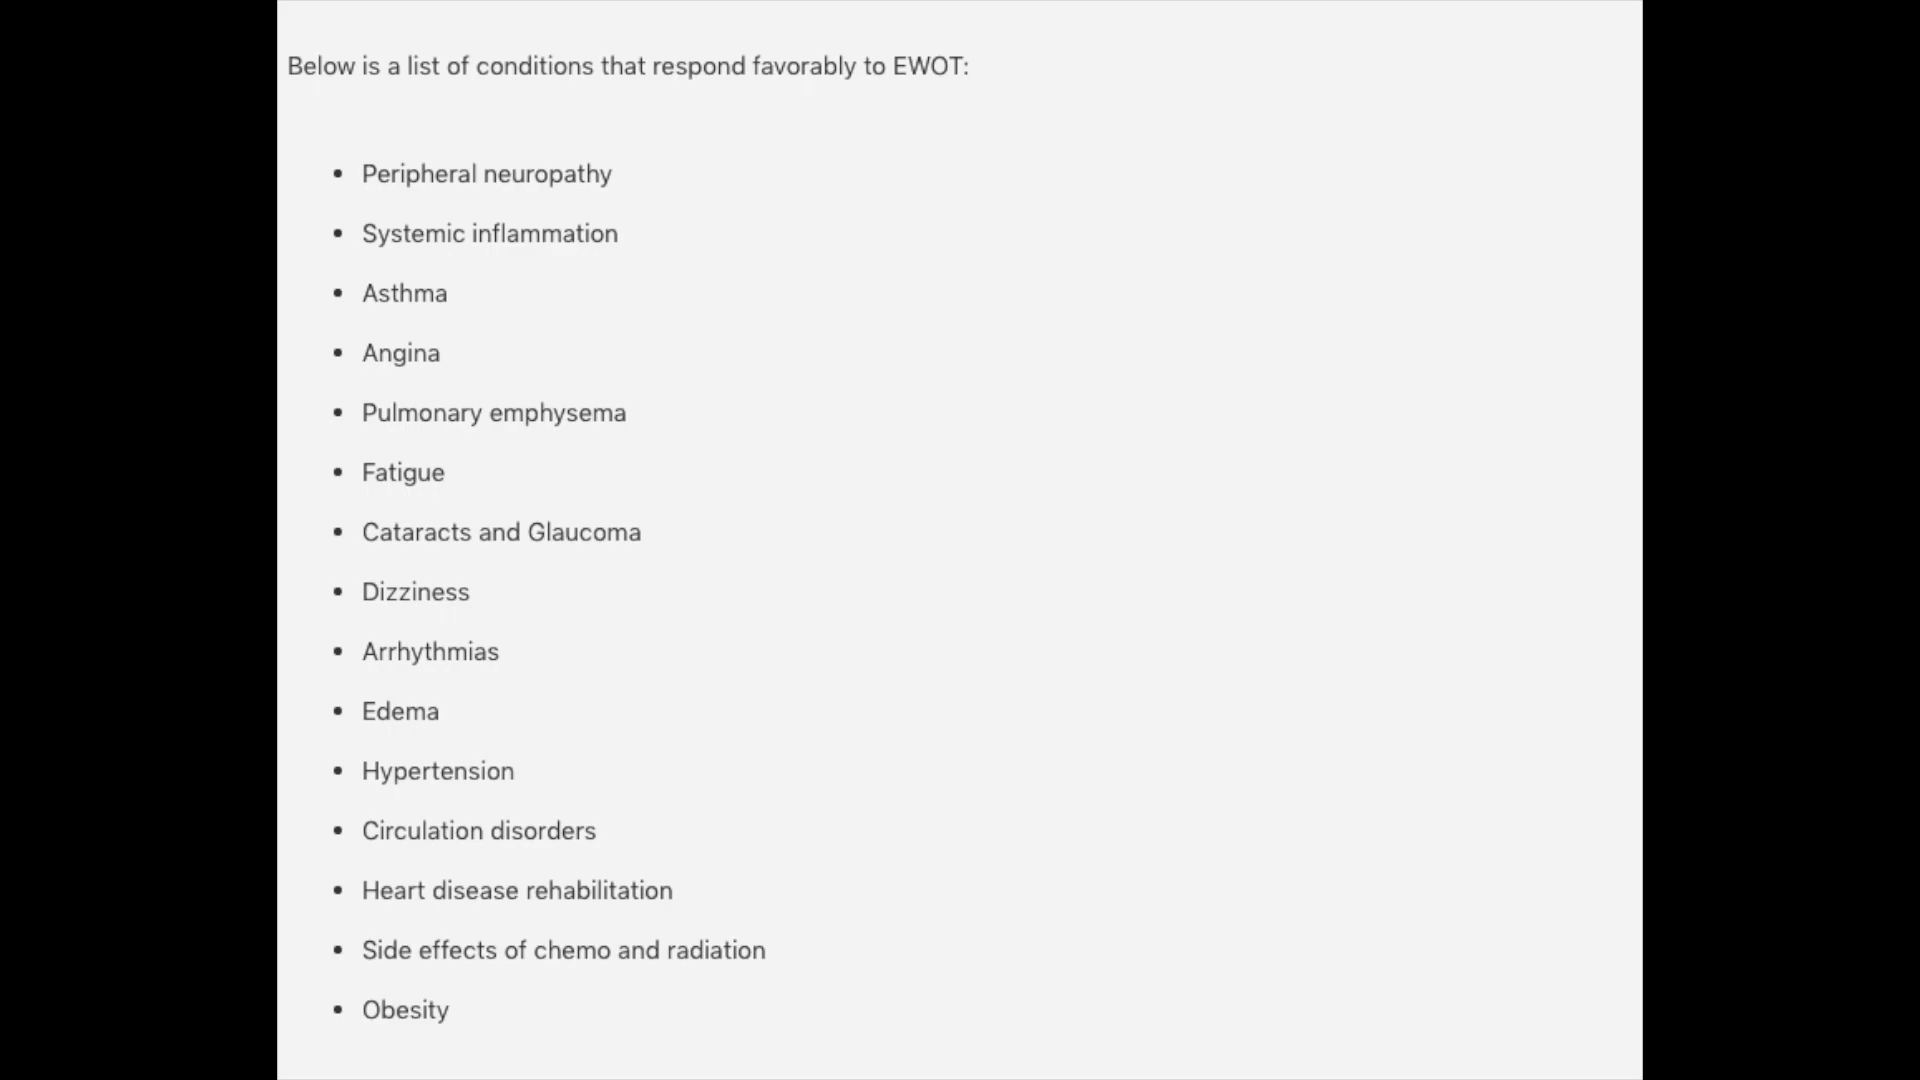 Below is a list of conditions that respond favorably to EWOT:
• Peripheral neuropathy
• Systemic inflammation
• Asthma
• Angina
• Pulmonary emphysema
• Fatigue
• Cataracts and Glaucoma
• Dizziness
• Arrhythmias
• Edema
• Hypertension
• Circulation disorders
• Heart disease rehabilitation
• Side effects of chemo and radiation
• Obesity